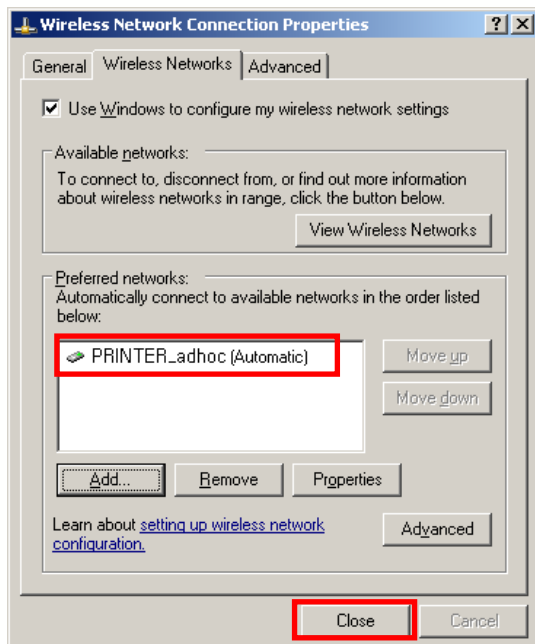 Wireless Network Connection Properties
General Wireless Networks Advanced
Use Windows to configure my wireless network settings
Available networks:
To connect to, disconnect from, or find out more information
about wireless networks in range, click the button below.
View Wireless Networks
Preferred networks:
Automatically connect to available networks in the order listed
below:
PRINTER_adhoc (Automatic)
Move up
Move down
Add... Remove Properties
Learn about setting up wireless network
configuration.
Advanced
Close Cancel